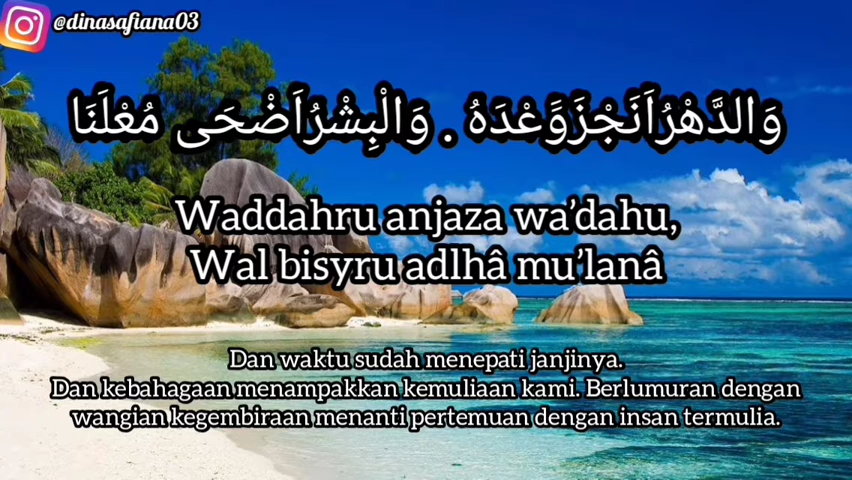 @dinasafiana03
وَالدَّهْرُاَنَجْزَوًعْدَهُ . وَالْبِشْرُاَضْحَى مُعْلَنَا
Waddahru anjaza wa’dahu,
Wal bisyru adlhâ mu’lanâ
Dan waktu sudah menepati janjinya.
Dan kebahagaan menampakkan kemuliaan kami. Berlumuran dengan
wangian kegembiraan menanti pertemuan dengan insan termulia.